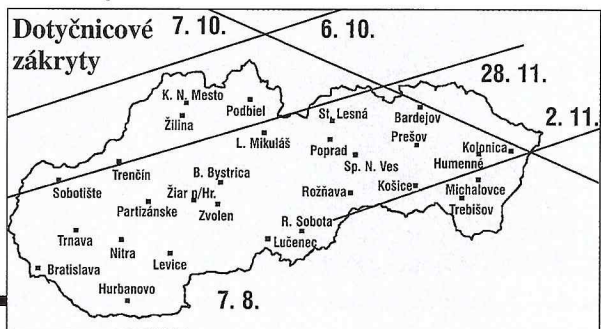 Dotyčnicové
zákryty
7. 10.
6. 10.
28. 11.
2. 11.
K. N. Mesto
Podbiel
Žilina
St. Lesná
Bardejov
L. Mikuláš
Poprad
Prešov
Kolonica
Sp. N. Ves
Humenné
Trenčín
Sobotište
B. Bystrica
Žiar n/Hr.
Partizánske
Zvolen
Rožňava
Košice
Michalovce
Trebišov
R. Sobota
Lučenec
Trnava
Nitra
Levice
Bratislava
Hurbanovo
7. 8.